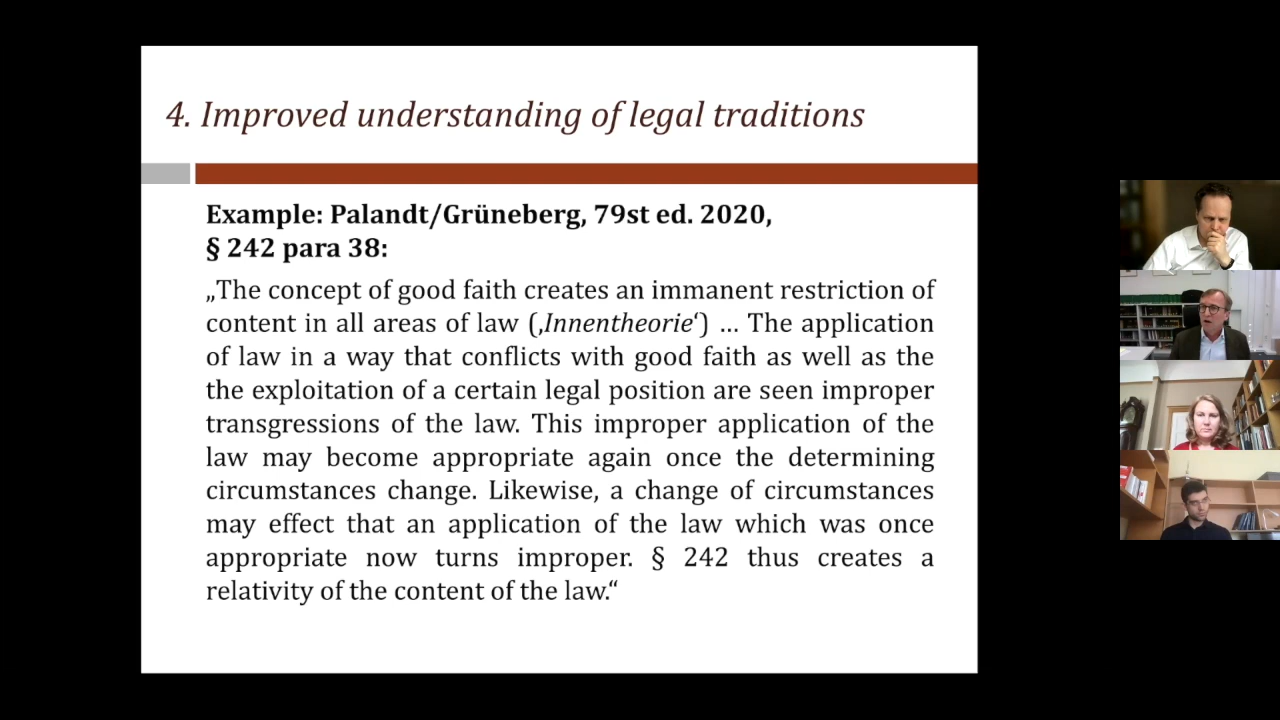 4. Improved understanding of legal traditions
Example: Palandt/Grüneberg, 79st ed. 2020,
§ 242 para 38:
„The concept of good faith creates an immanent restriction of
content in all areas of law (‚Innentheorie‘) … The application
of law in a way that conflicts with good faith as well as the
the exploitation of a certain legal position are seen improper
transgressions of the law. This improper application of the
law may become appropriate again once the determining
circumstances change. Likewise, a change of circumstances
may effect that an application of the law which was once
appropriate now turns improper. § 242 thus creates a
relativity of the content of the law.“